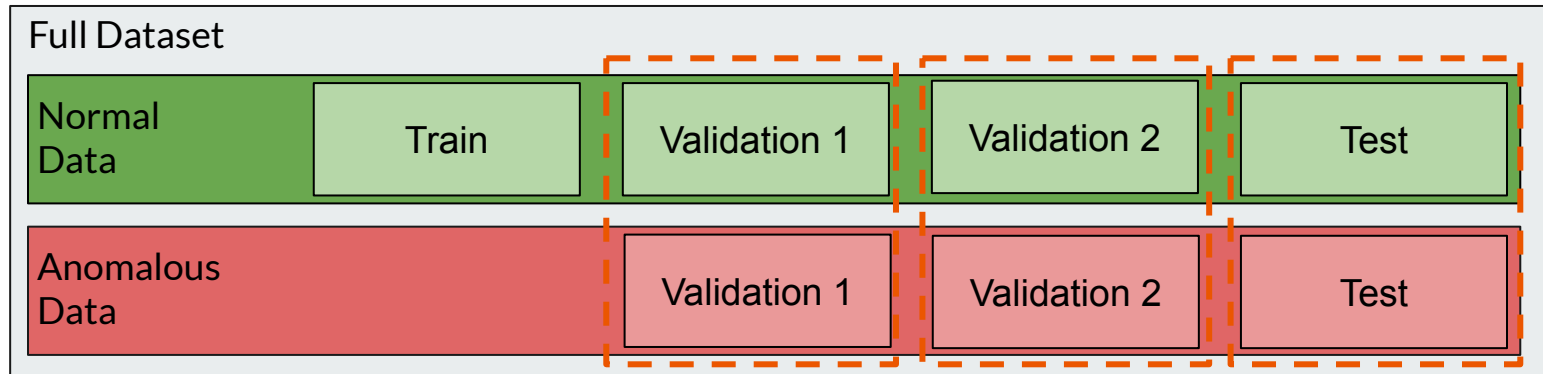 Full Dataset
Normal
Data
Train
Validation 1
Validation 2
Test
Anomalous
Data
Validation 1
Validation 2
Test